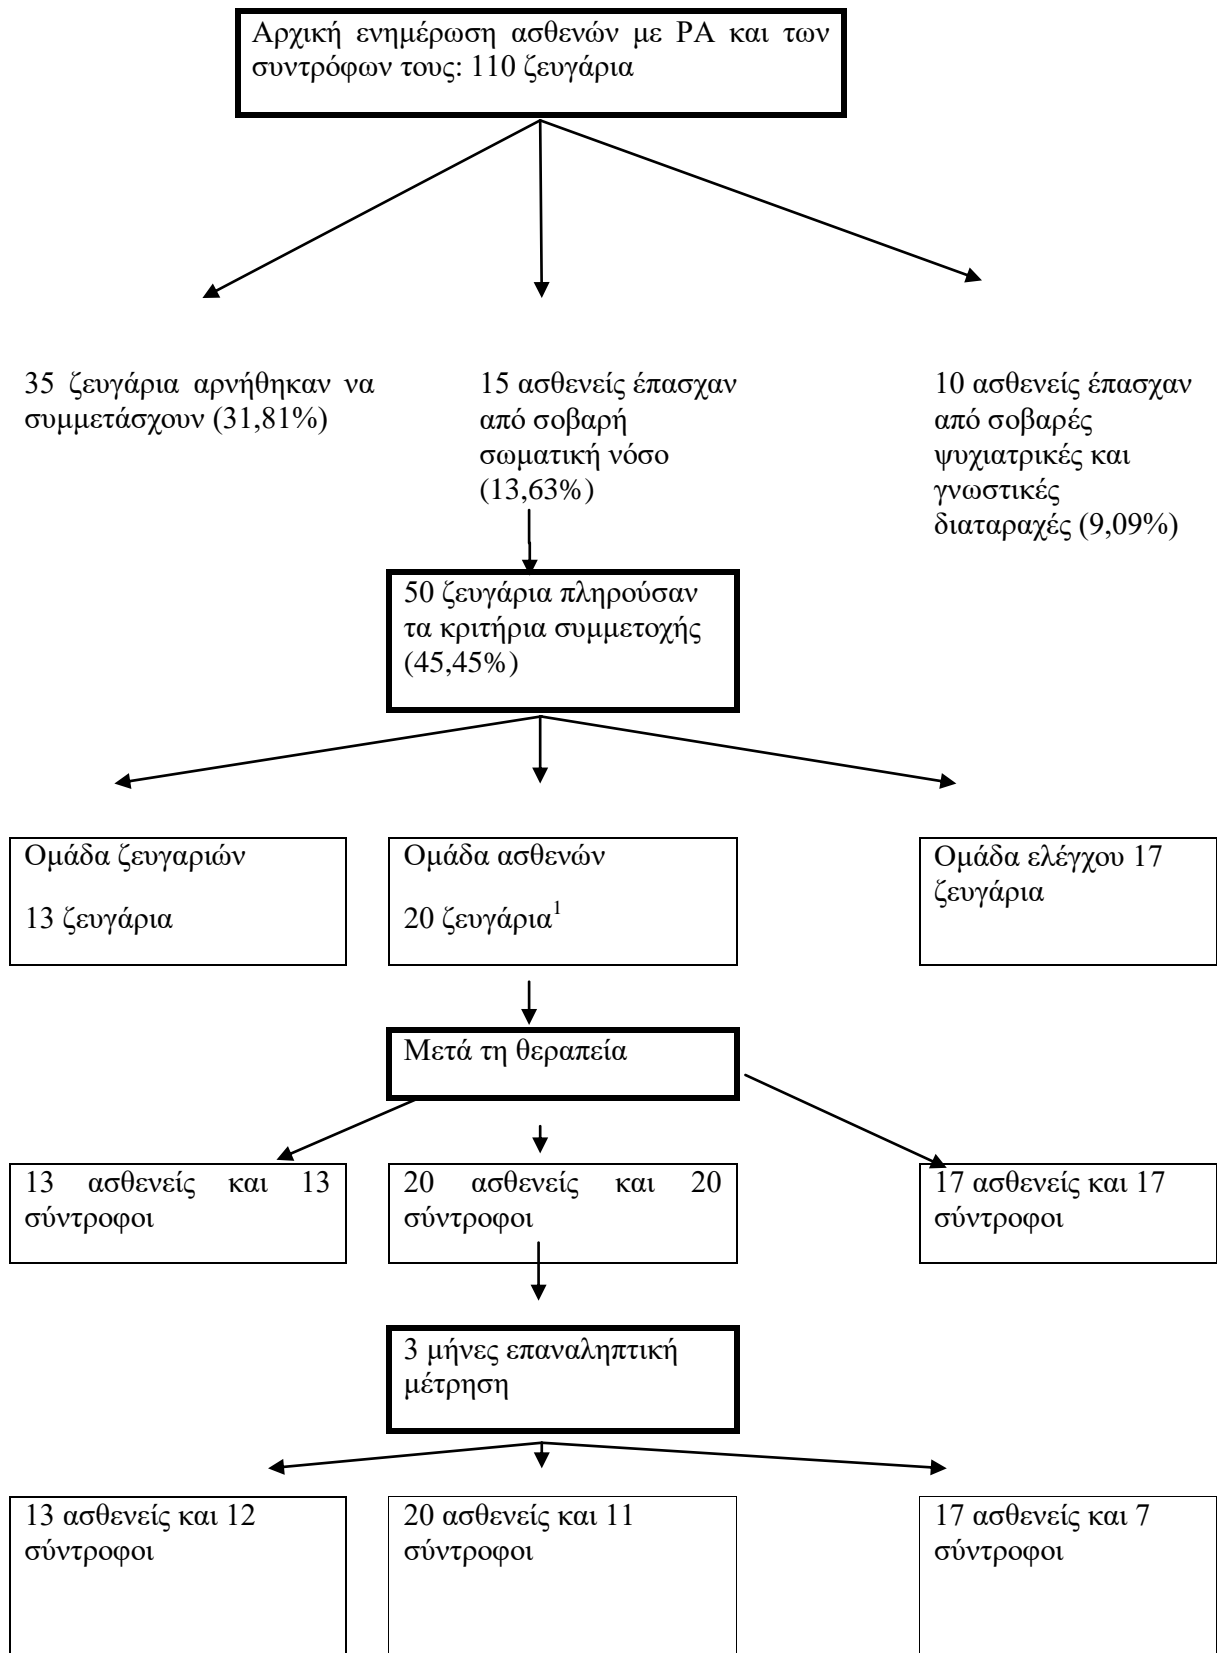 Αρχική ενημέρωση ασθενών με ΡΑ και των
συντρόφων τους: 110 ζευγάρια
35 ζευγάρια αρνήθηκαν να
συμμετάσχουν (31,81%)
15 ασθενείς έπασχαν
από σοβαρή
σωματική νόσο
(13,63%)
10 ασθενείς έπασχαν
από σοβαρές
ψυχιατρικές και
γνωστικές
διαταραχές (9,09%)
50 ζευγάρια πληρούσαν
τα κριτήρια συμμετοχής
(45,45%)
Ομάδα ζευγαριών
13 ζευγάρια
Ομάδα ασθενών
20 ζευγάρια¹
Ομάδα ελέγχου 17
ζευγάρια
Μετά τη θεραπεία
13 ασθενείς και 13
σύντροφοι
20 ασθενείς και 20
σύντροφοι
17 ασθενείς και 17
σύντροφοι
3 μήνες επαναληπτική
μέτρηση
13 ασθενείς και 12
σύντροφοι
20 ασθενείς και 11
σύντροφοι
17 ασθενείς και 7
σύντροφοι